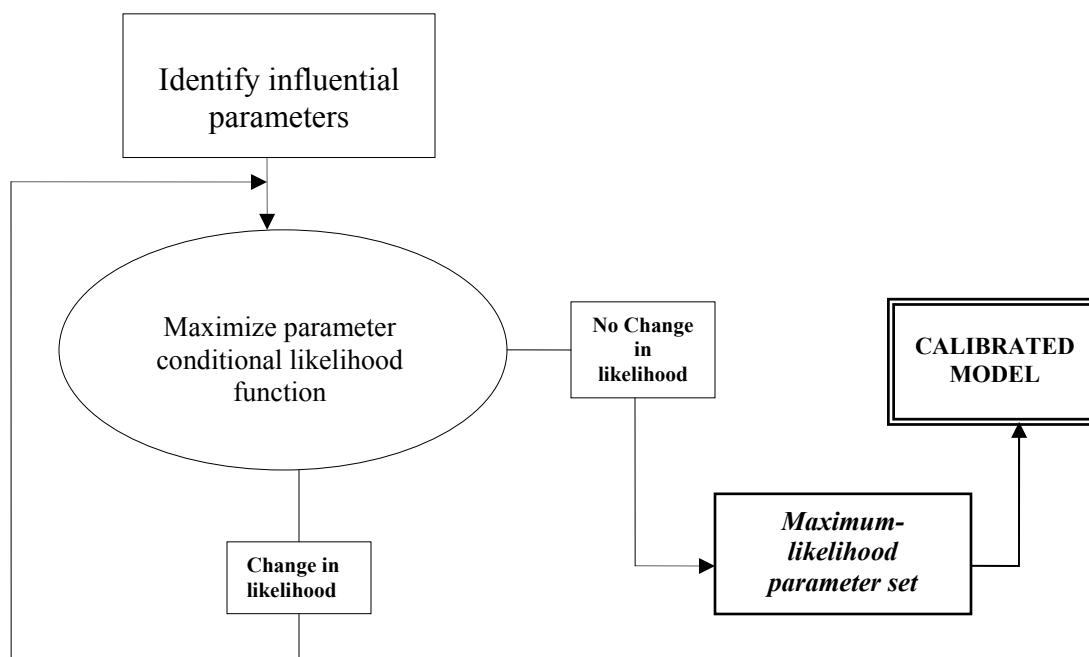 Identify influential
parameters
Maximize parameter
conditional likelihood
function
No Change
in
likelihood
CALIBRATED
MODEL
Maximum-
likelihood
parameter set
Change in
likelihood